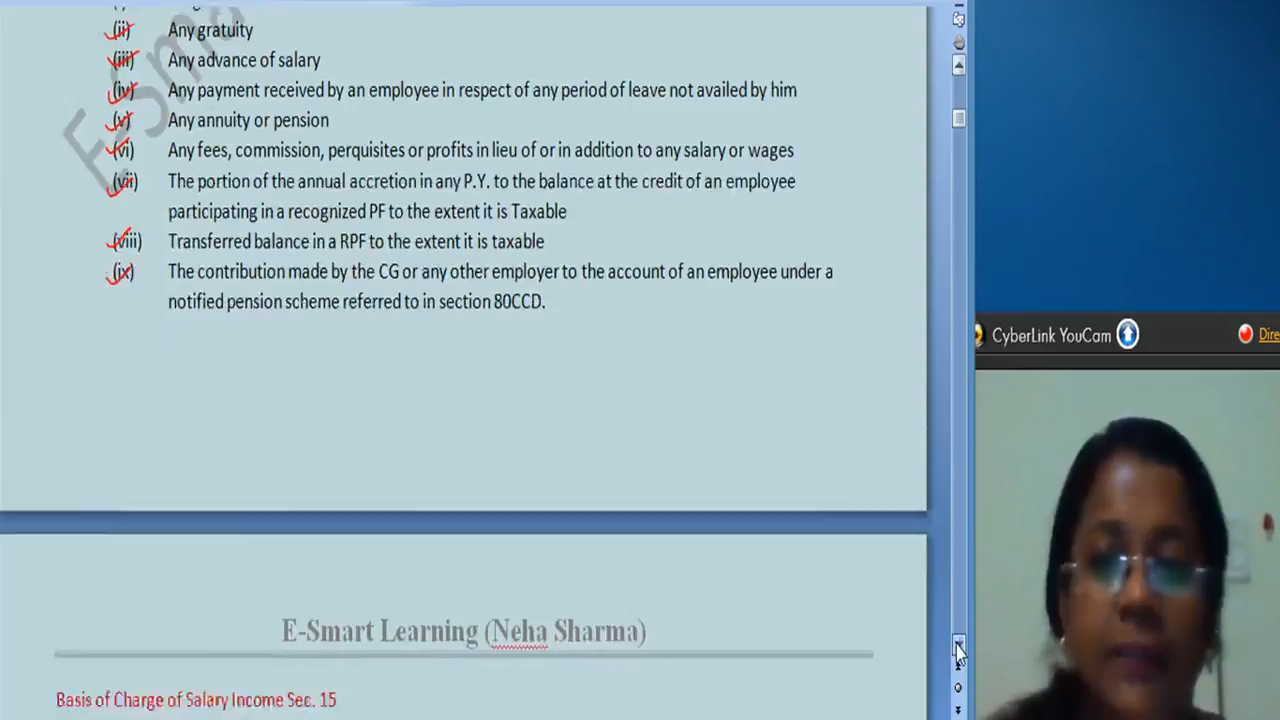 (ii) Any gratuity
(iii) Any advance of salary
(iv) Any payment received by an employee in respect of any period of leave not availed by him
(v) Any annuity or pension
(vi) Any fees, commission, perquisites or profits in lieu of or in addition to any salary or wages
(vii) The portion of the annual accretion in any P.Y. to the balance at the credit of an employee
participating in a recognized PF to the extent it is Taxable
(viii) Transferred balance in a RPF to the extent it is taxable
(ix) The contribution made by the CG or any other employer to the account of an employee under a
notified pension scheme referred to in section 80CCD.
E-Sma
CyberLink YouCam
Dire
E-Smart Learning (Neha Sharma)
Basis of Charge of Salary Income Sec. 15